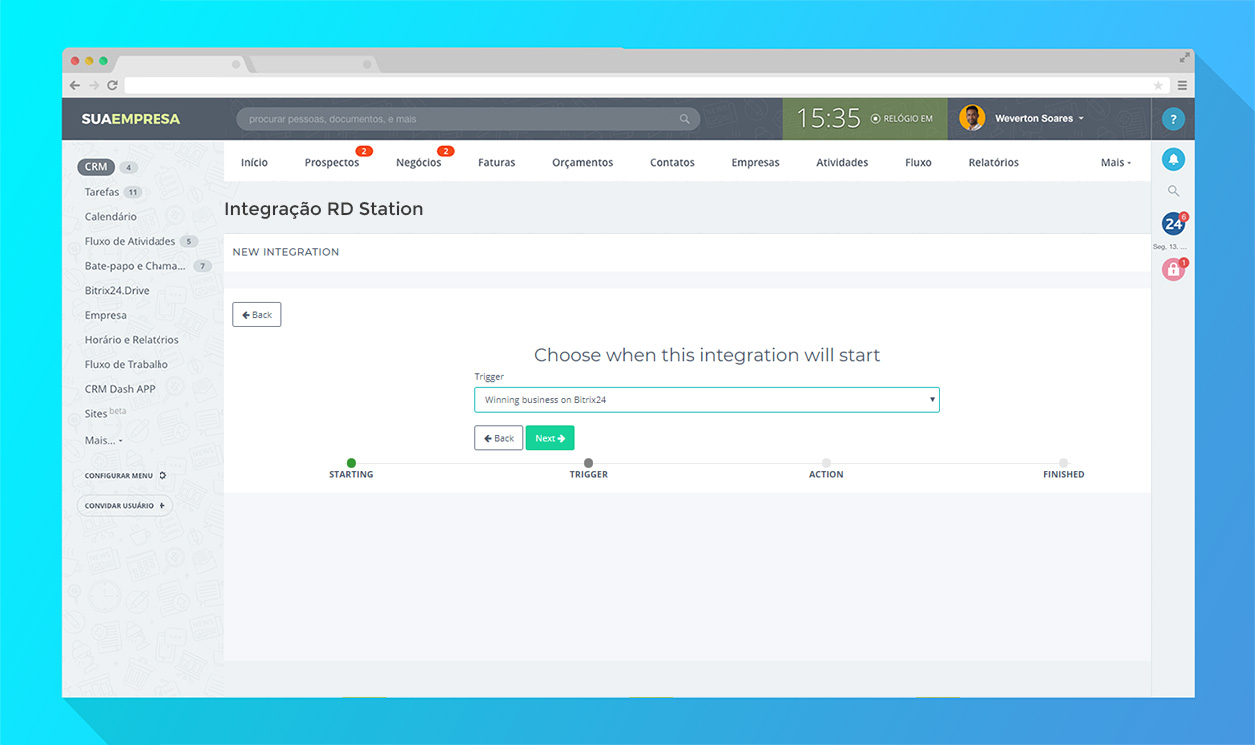 SUAEMPRESA
procurar pessoas, documentos, e mais
15:35
RELÓGIO EM
Weverton Soares
?
CRM 4
Tarefas 11
Calendário
Fluxo de Atividades 5
Bate-papo e Chama... 7
Bitrix24.Drive
Empresa
Horário e Relatórios
Fluxo de Trabalho
CRM Dash APP
Sites beta
Mais...
CONFIGURAR MENU
CONVIDAR USUÁRIO +
Início
Prospectos 2
Negócios 2
Faturas
Orçamentos
Contatos
Empresas
Atividades
Fluxo
Relatórios
Mais
Integração RD Station
NEW INTEGRATION
Back
Choose when this integration will start
Trigger
Winning business on Bitrix24
Back
Next
STARTING
TRIGGER
ACTION
FINISHED
24 6
Seg, 13. ...
1